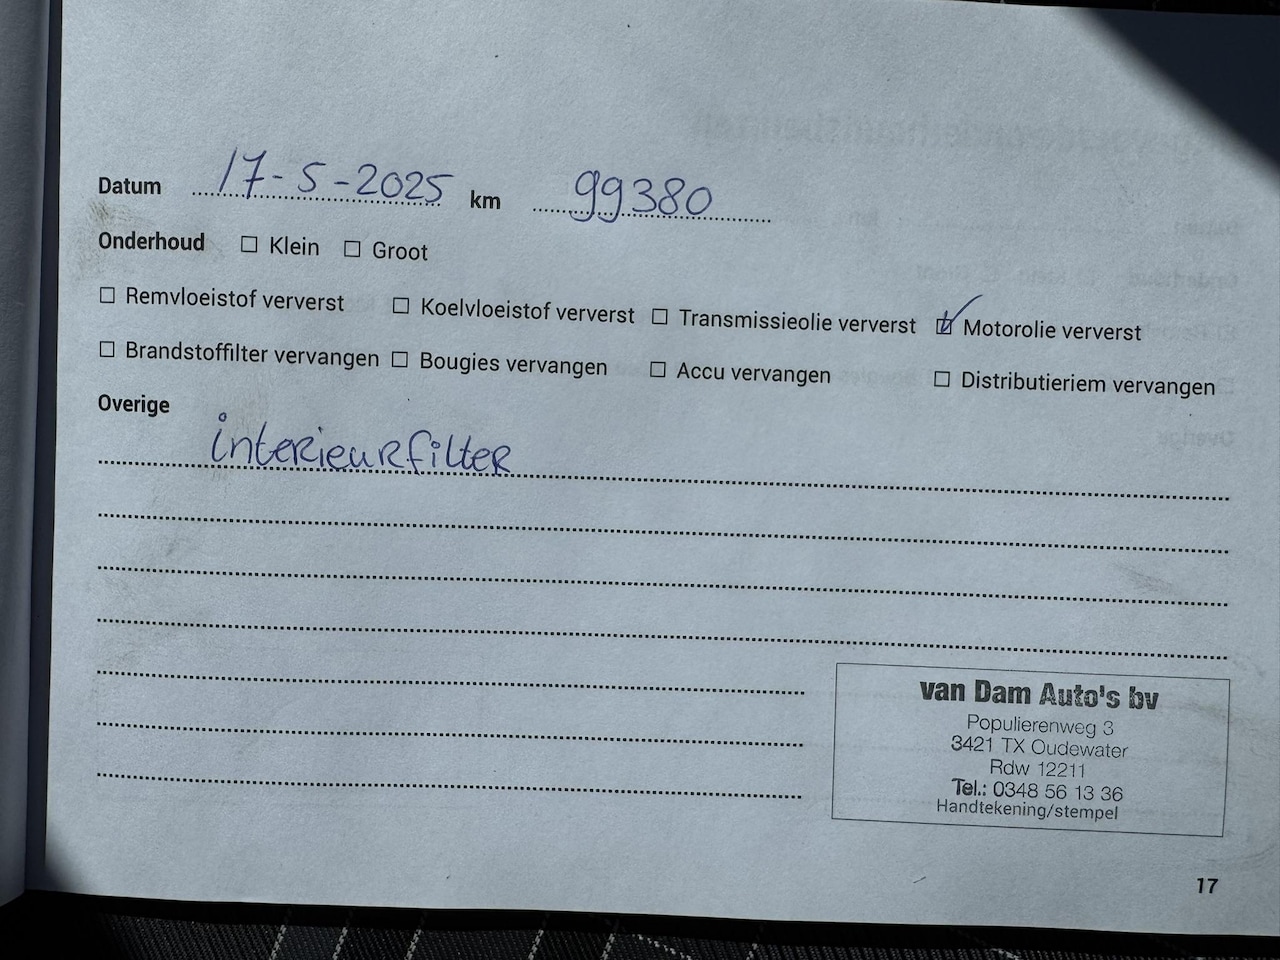 Datum 17-5-2025 km 99380
Onderhoud ☐ Klein ☐ Groot
☐ Remvloeistof ververst ☐ Koelvloeistof ververst ☐ Transmissieolie ververst ☑ Motorolie ververst
☐ Brandstoffilter vervangen ☐ Bougies vervangen ☐ Accu vervangen ☐ Distributieriem vervangen
Overige
interieurfilter
van Dam Auto's bv
Populierenweg 3
3421 TX Oudewater
Rdw 12211
Tel.: 0348 56 13 36
Handtekening/stempel
17